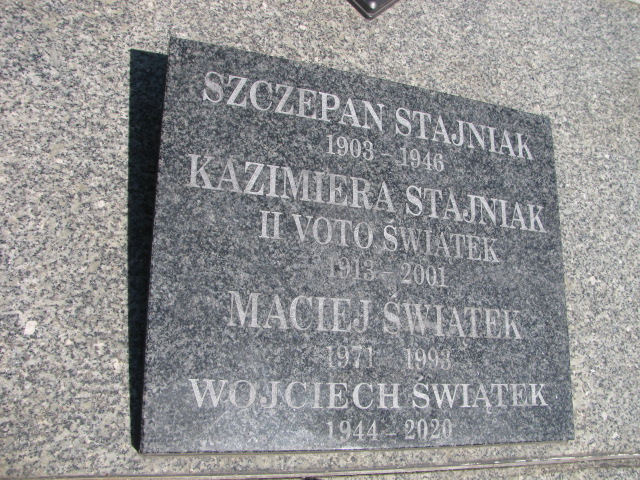 SZCZEPAN STAJNIAK
1903 – 1946
KAZIMIERA STAJNIAK
II VOTO ŚWIĄTEK
1913 – 2001
MACIEJ ŚWIĄTEK
1971 – 1993
WOJCIECH ŚWIĄTEK
1944 – 2020